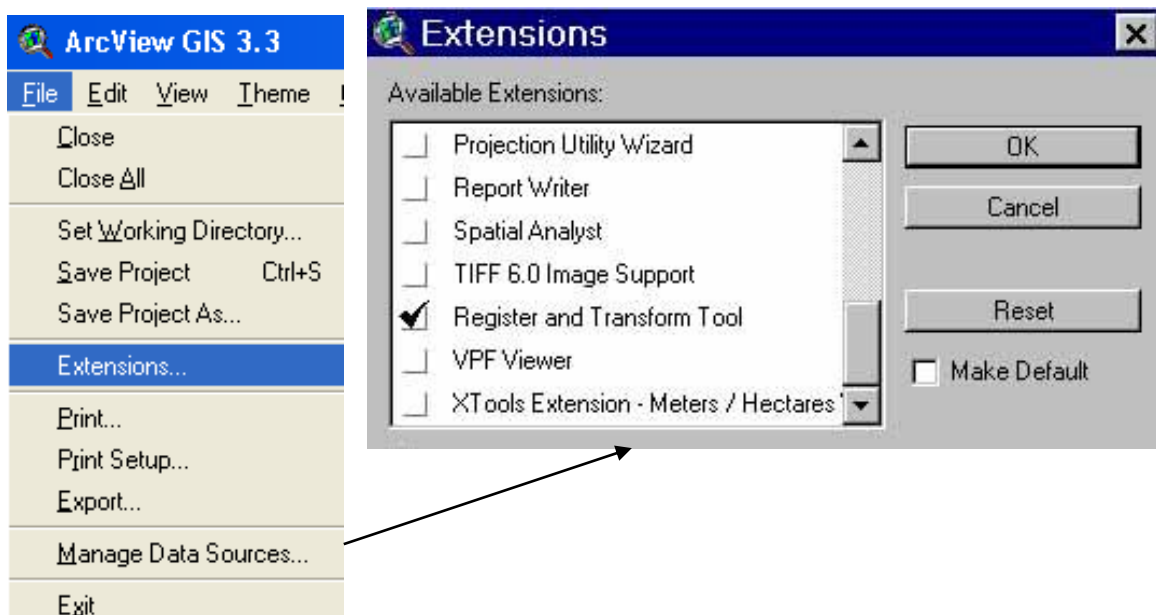 ArcView GIS 3.3
File Edit View Theme
Close
Close All
Set Working Directory...
Save Project Ctrl+S
Save Project As...
Extensions...
Print...
Print Setup...
Export...
Manage Data Sources...
Exit
Extensions
Available Extensions:
Projection Utility Wizard
Report Writer
Spatial Analyst
TIFF 6.0 Image Support
Register and Transform Tool
VPF Viewer
XTools Extension - Meters / Hectares
OK
Cancel
Reset
Make Default